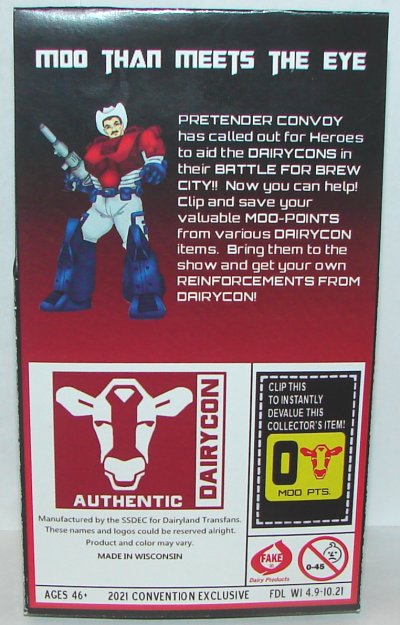 MOO THAN MEETS THE EYE
PRETENDER CONVOY
has called out for Heroes
to aid the DAIRYCONS in
their BATTLE FOR BREW
CITY!! Now you can help!
Clip and save your
valuable MOO-POINTS
from various DAIRYCON
items. Bring them to the
show and get your own
REINFORCEMENTS FROM
DAIRYCON!
AUTHENTIC
DAIRYCON
CLIP THIS
TO INSTANTLY
DEVALUE THIS
COLLECTOR'S ITEM!
0
MOO PTS.
Manufactured by the SSDEC for Dairyland Transfans.
These names and logos could be reserved alright.
Product and color may vary.
MADE IN WISCONSIN
FAKE
Dairy Products
0-45
AGES 46+ 2021 CONVENTION EXCLUSIVE FDL WI 4.9-10.21